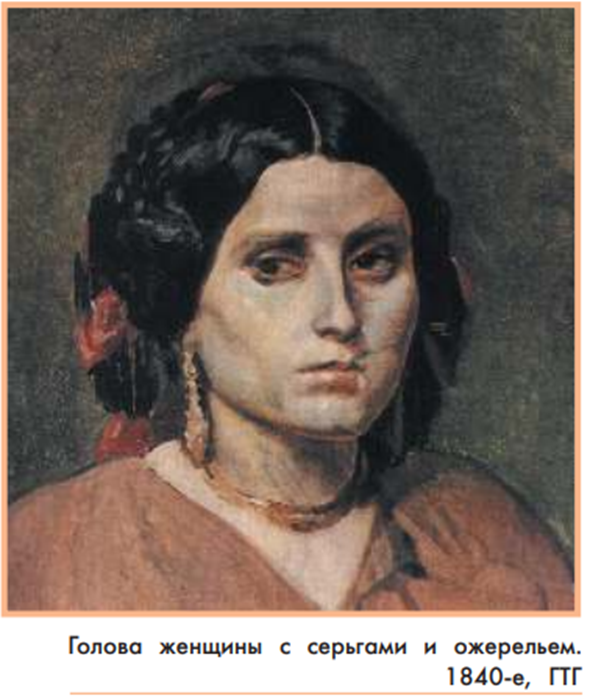 Голова женщины с серьгами и ожерельем.
1840-е, ГТГ